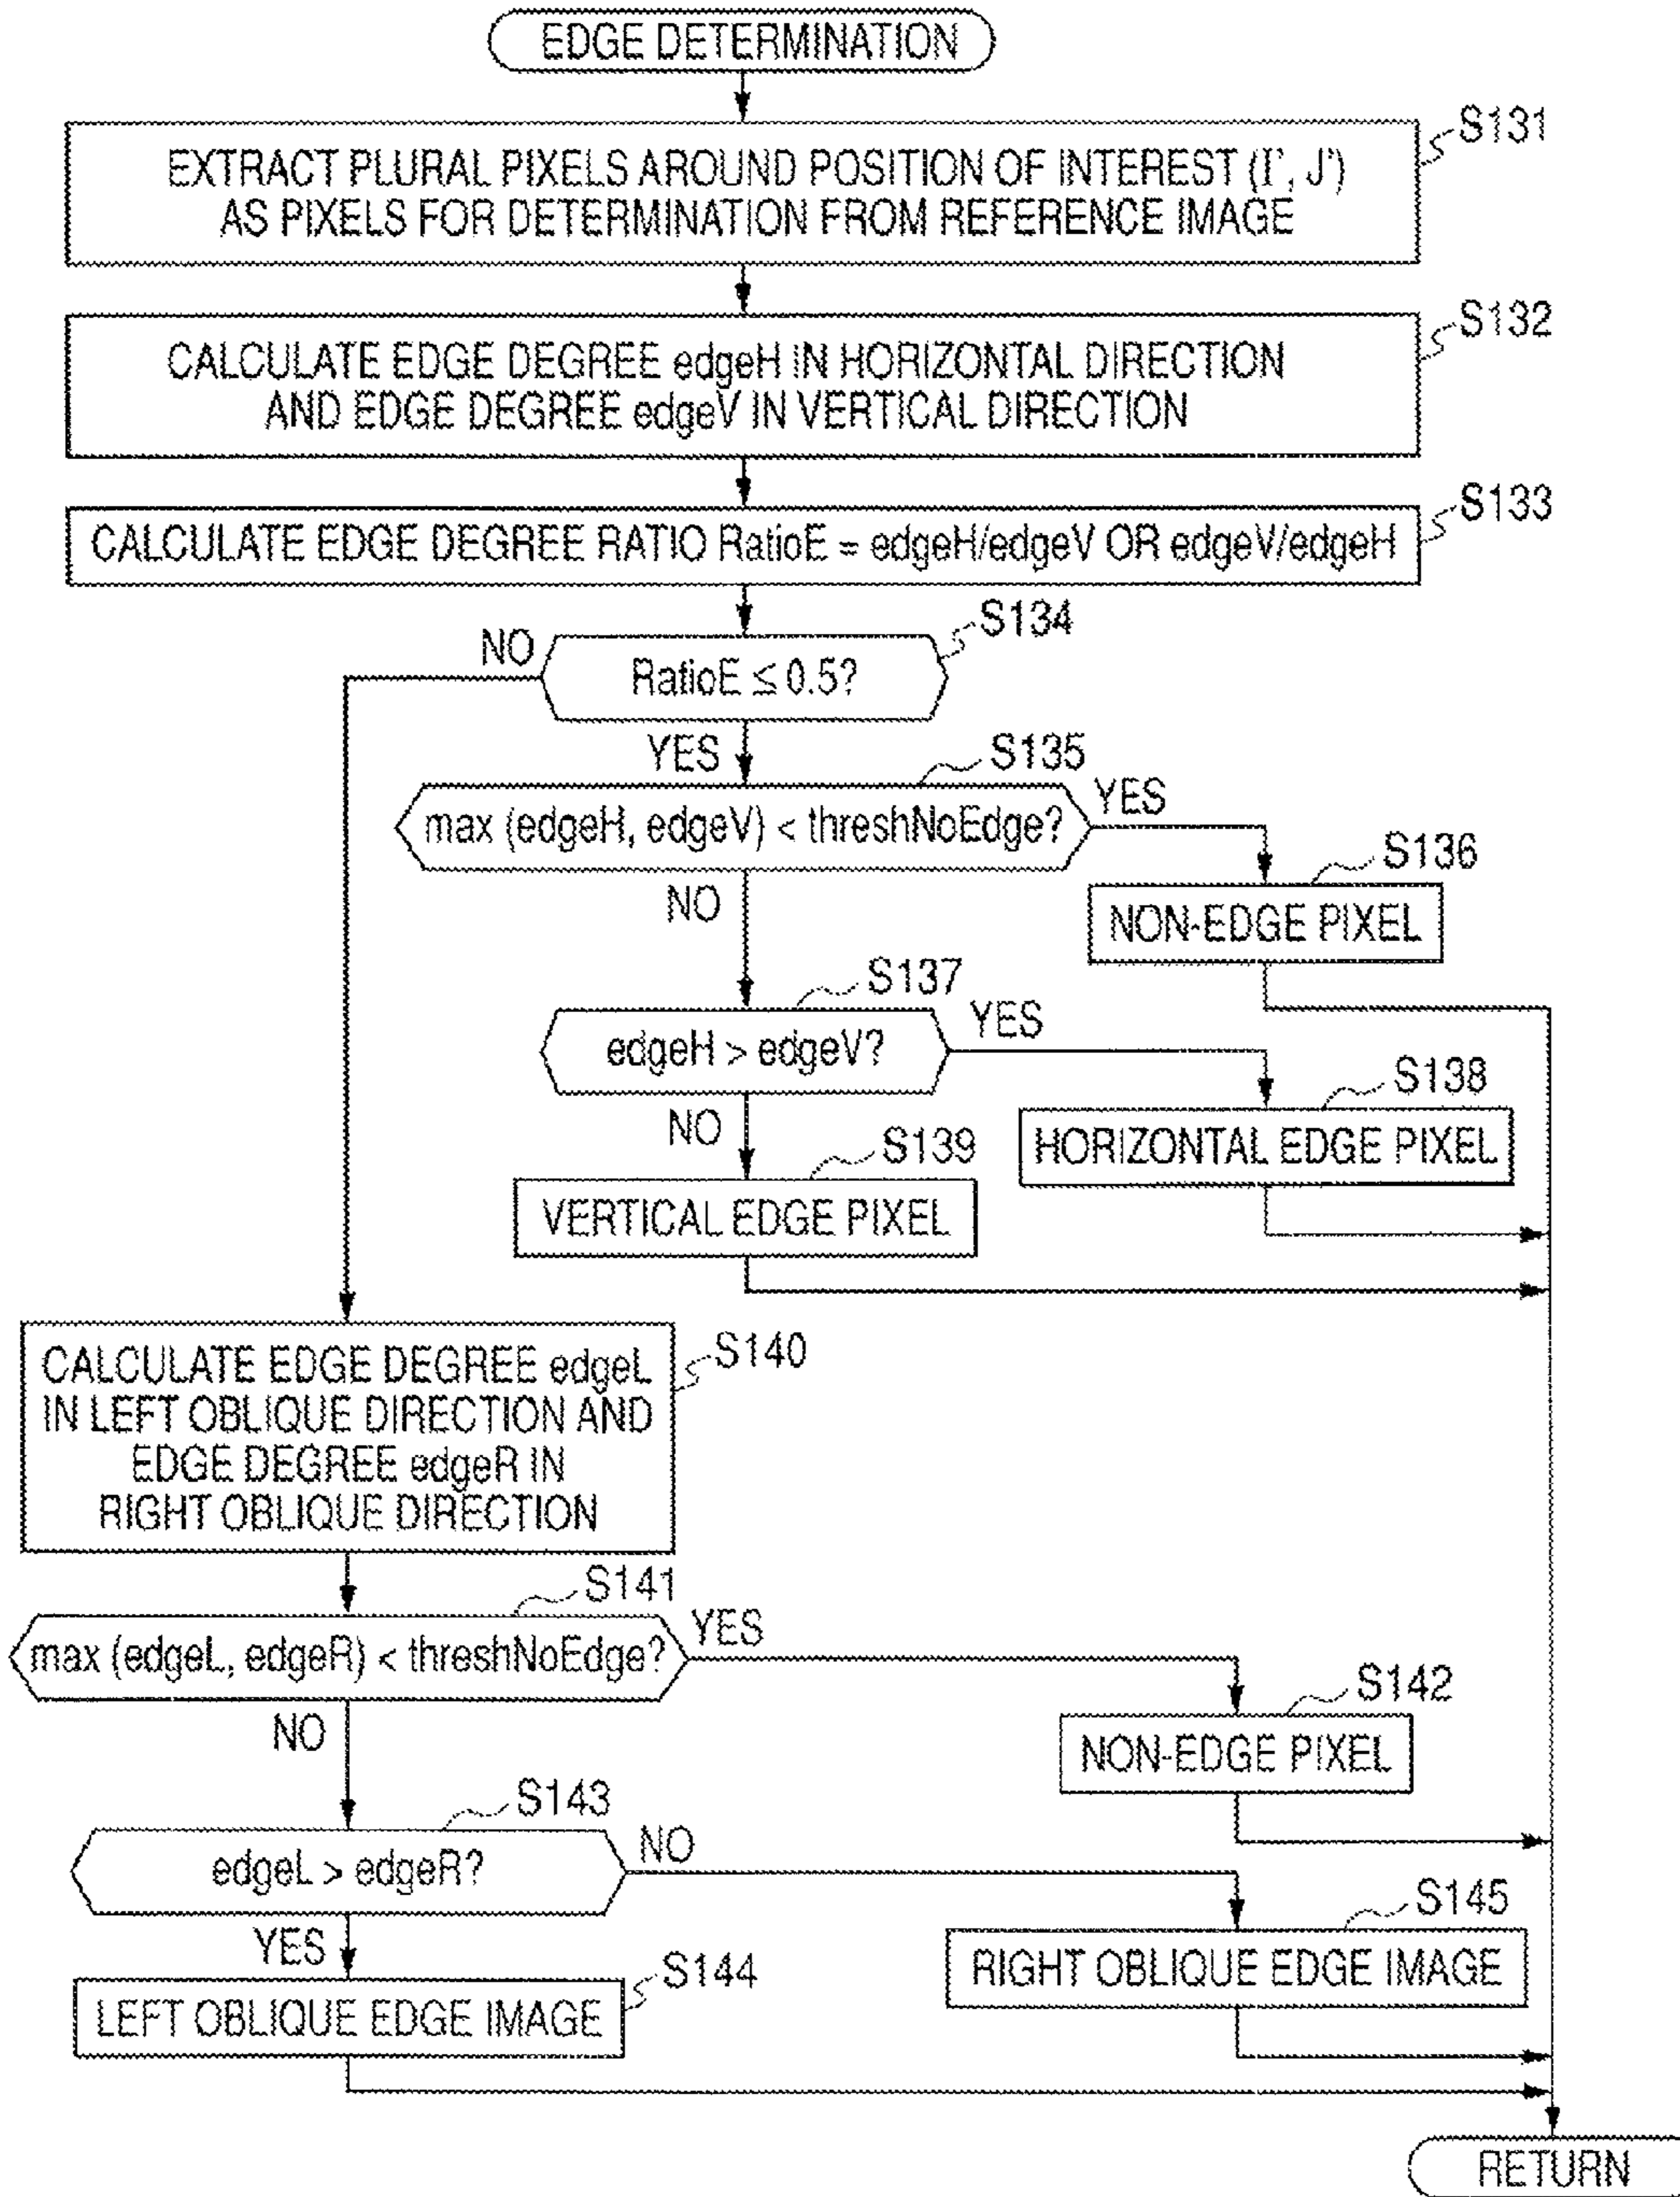 EDGE DETERMINATION
S131
EXTRACT PLURAL PIXELS AROUND POSITION OF INTEREST (I', J')
AS PIXELS FOR DETERMINATION FROM REFERENCE IMAGE
S132
CALCULATE EDGE DEGREE edgeH IN HORIZONTAL DIRECTION
AND EDGE DEGREE edgeV IN VERTICAL DIRECTION
S133
CALCULATE EDGE DEGREE RATIO RatioE = edgeH/edgeV OR edgeV/edgeH
S134
NO
RatioE ≤ 0.5?
YES
S135
max (edgeH, edgeV) < threshNoEdge?
YES
S136
NO
NON-EDGE PIXEL
S137
edgeH > edgeV?
YES
S138
NO
HORIZONTAL EDGE PIXEL
S139
VERTICAL EDGE PIXEL
S140
CALCULATE EDGE DEGREE edgeL
IN LEFT OBLIQUE DIRECTION AND
EDGE DEGREE edgeR IN
RIGHT OBLIQUE DIRECTION
S141
max (edgeL, edgeR) < threshNoEdge?
YES
S142
NO
NON-EDGE PIXEL
S143
edgeL > edgeR?
NO
S145
YES
RIGHT OBLIQUE EDGE IMAGE
S144
LEFT OBLIQUE EDGE IMAGE
RETURN